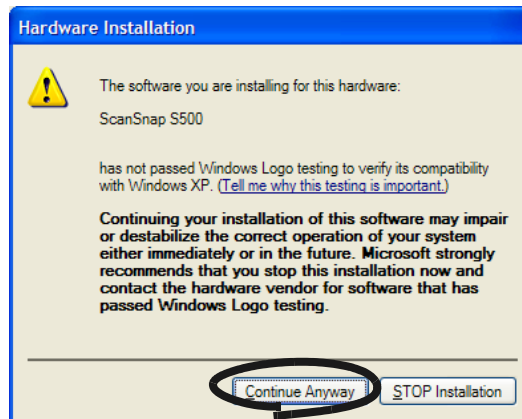 Hardware Installation
The software you are installing for this hardware:
ScanSnap S500
has not passed Windows Logo testing to verify its compatibility
with Windows XP. (Tell me why this testing is important.)
Continuing your installation of this software may impair
or destabilize the correct operation of your system
either immediately or in the future. Microsoft strongly
recommends that you stop this installation now and
contact the hardware vendor for software that has
passed Windows Logo testing.
Continue Anyway STOP Installation